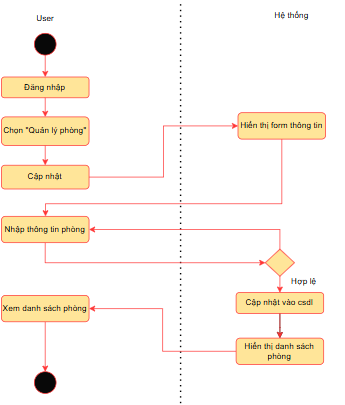 User
Hệ thống
Đăng nhập
Chọn "Quản lý phòng"
Hiển thị form thông tin
Cập nhật
Nhập thông tin phòng
Hợp lệ
Cập nhật vào csdl
Xem danh sách phòng
Hiển thị danh sách
phòng